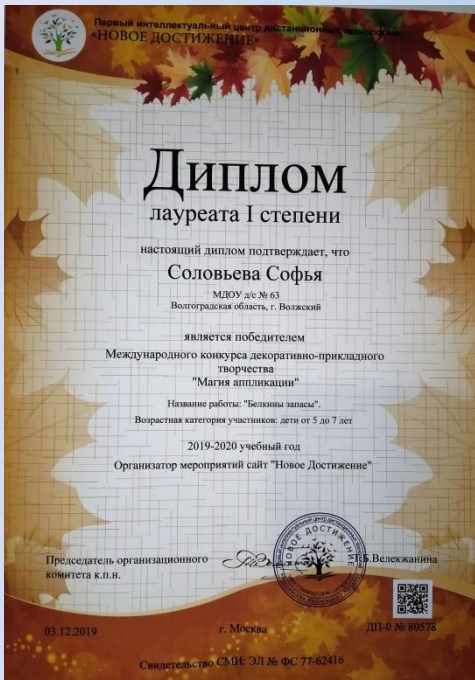 Первый интеллектуальный центр дистанционных технологий
«НОВОЕ ДОСТИЖЕНИЕ»
Диплом
лауреата I степени
настоящий диплом подтверждает, что
Соловьева Софья
МДОУ д/с № 63
Волгоградская область, г. Волжский
является победителем
Международного конкурса декоративно-прикладного
творчества
"Магия аппликации"
Название работы: "Белкины запасы".
Возрастная категория участников: дети от 5 до 7 лет
2019-2020 учебный год
Организатор мероприятий сайт "Новое Достижение"
НОВОЕ ДОСТИЖЕНИЕ
Председатель организационного
комитета к.п.н.
Г.Б.Велекжанина
03.12.2019
г. Москва
ДП-0 № 80578
Свидетельство СМИ: ЭЛ № ФС 77-62416